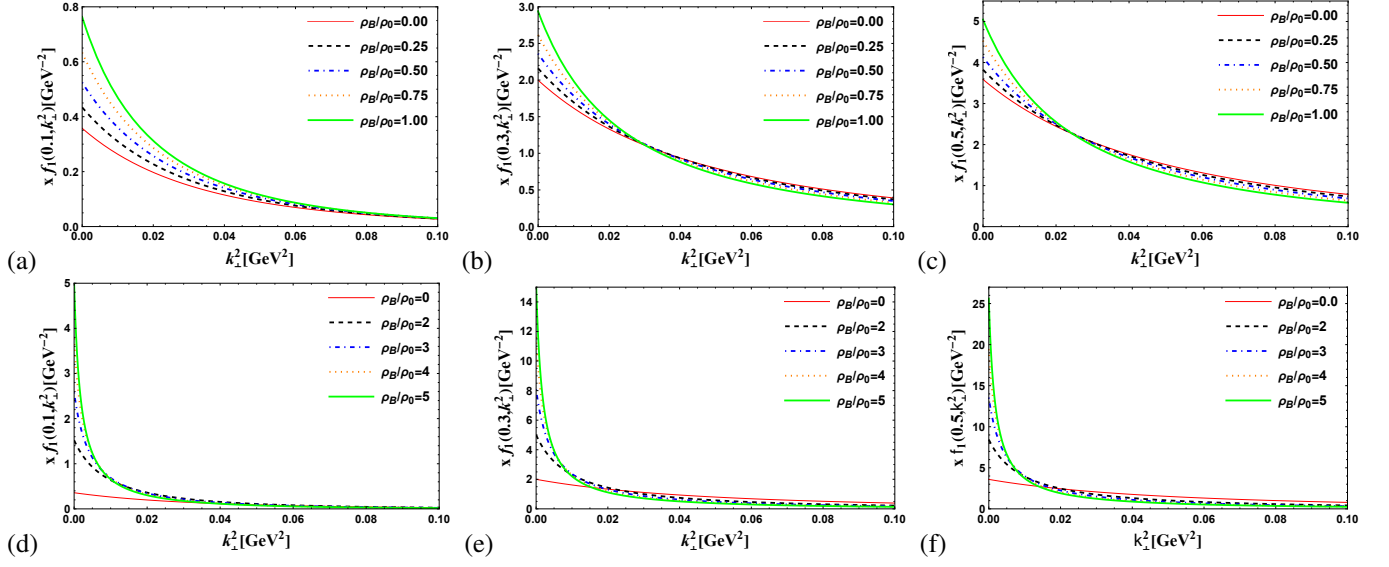 x f₁(0.1,k⊥²)[GeV⁻²]
0.8
0.6
0.4
0.2
0.0
0.00 0.02 0.04 0.06 0.08 0.10
k⊥²[GeV²]
ρB/ρ0=0.00
ρB/ρ0=0.25
ρB/ρ0=0.50
ρB/ρ0=0.75
ρB/ρ0=1.00
(a)
x f₁(0.3,k⊥²)[GeV⁻²]
3.0
2.5
2.0
1.5
1.0
0.5
0.0
0.00 0.02 0.04 0.06 0.08 0.10
k⊥²[GeV²]
ρB/ρ0=0.00
ρB/ρ0=0.25
ρB/ρ0=0.50
ρB/ρ0=0.75
ρB/ρ0=1.00
(b)
x f₁(0.5,k⊥²)[GeV⁻²]
5
4
3
2
1
0
0.00 0.02 0.04 0.06 0.08 0.10
k⊥²[GeV²]
ρB/ρ0=0.00
ρB/ρ0=0.25
ρB/ρ0=0.50
ρB/ρ0=0.75
ρB/ρ0=1.00
(c)
x f₁(0.1,k⊥²)[GeV⁻²]
5
4
3
2
1
0
0.00 0.02 0.04 0.06 0.08 0.10
k⊥²[GeV²]
ρB/ρ0=0
ρB/ρ0=2
ρB/ρ0=3
ρB/ρ0=4
ρB/ρ0=5
(d)
x f₁(0.3,k⊥²)[GeV⁻²]
14
12
10
8
6
4
2
0
0.00 0.02 0.04 0.06 0.08 0.10
k⊥²[GeV²]
ρB/ρ0=0
ρB/ρ0=2
ρB/ρ0=3
ρB/ρ0=4
ρB/ρ0=5
(e)
x f₁(0.5,k⊥²)[GeV⁻²]
25
20
15
10
5
0
0.00 0.02 0.04 0.06 0.08 0.10
k⊥²[GeV²]
ρB/ρ0=0.0
ρB/ρ0=2
ρB/ρ0=3
ρB/ρ0=4
ρB/ρ0=5
(f)